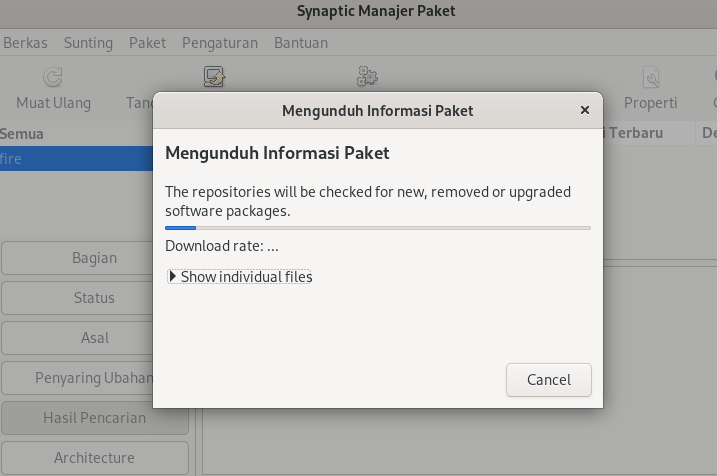 Synaptic Manajer Paket
Berkas Sunting Paket Pengaturan Bantuan
Muat Ulang Properti
Mengunduh Informasi Paket
Semua Terbaru
fire
Mengunduh Informasi Paket
The repositories will be checked for new, removed or upgraded
software packages.
Download rate: ...
Show individual files
Cancel
Bagian
Status
Asal
Penyaring Ubahan
Hasil Pencarian
Architecture